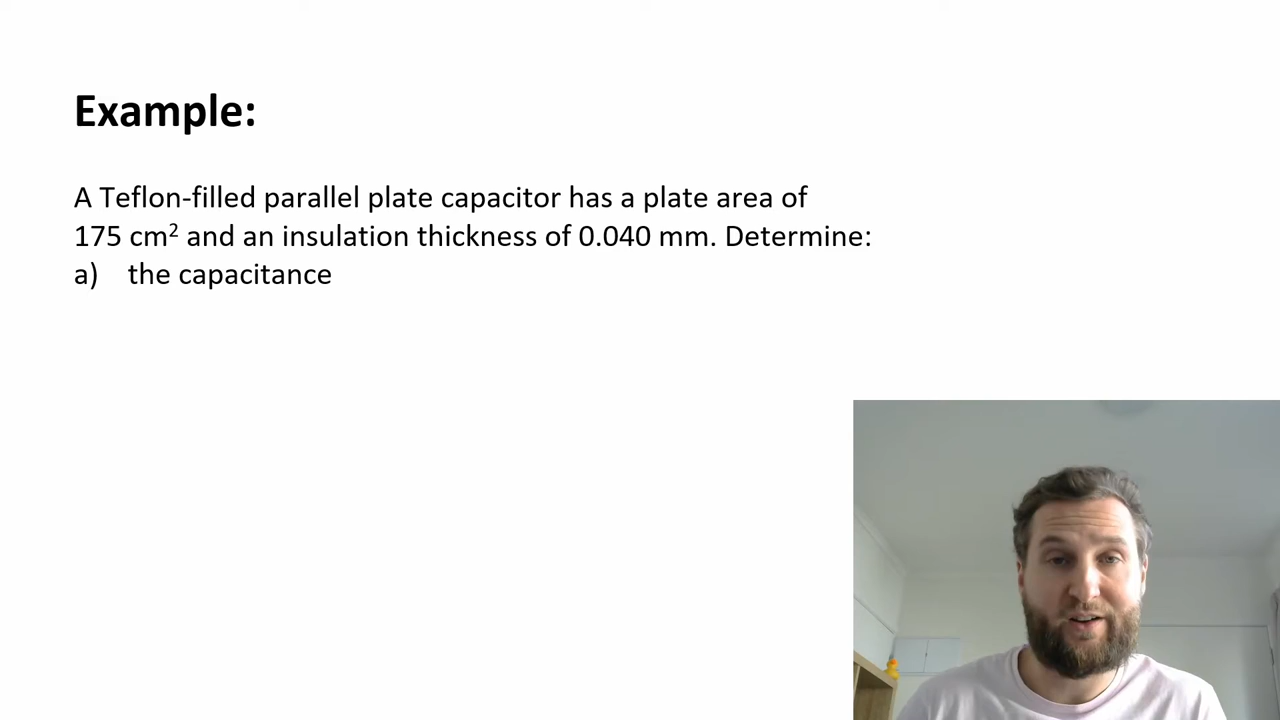 Example:
A Teflon-filled parallel plate capacitor has a plate area of
175 cm² and an insulation thickness of 0.040 mm. Determine:
a) the capacitance